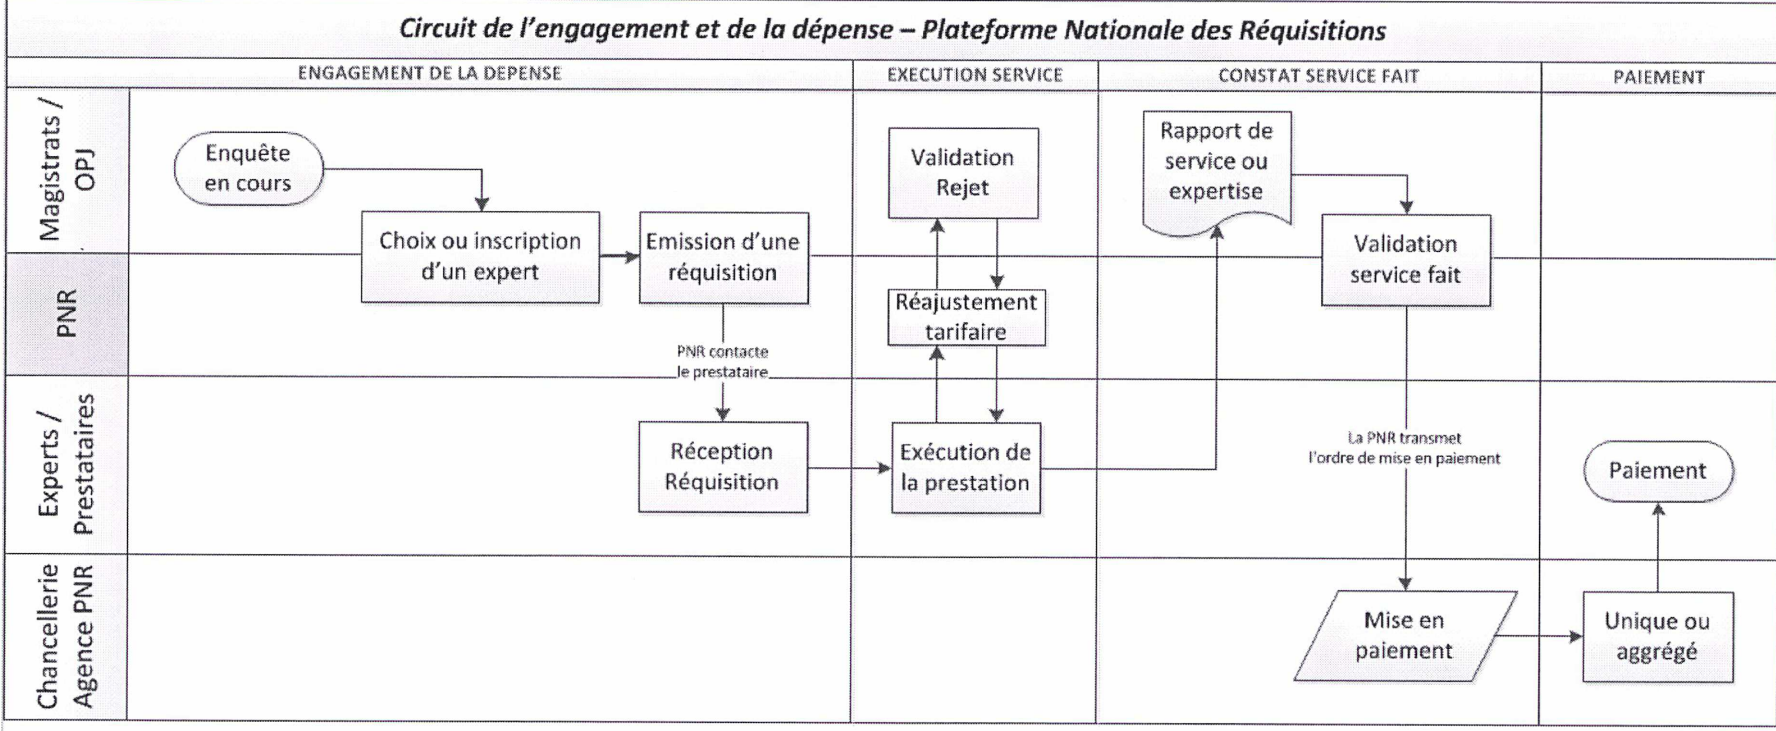 Circuit de l'engagement et de la dépense – Plateforme Nationale des Réquisitions
ENGAGEMENT DE LA DEPENSE
EXECUTION SERVICE
CONSTAT SERVICE FAIT
PAIEMENT
Magistrats /
OPJ
Enquête
en cours
Choix ou inscription
d'un expert
Emission d'une
réquisition
Validation
Rejet
Rapport de
service ou
expertise
Validation
service fait
PNR
PNR contacte
le prestataire
Réajustement
tarifaire
Experts /
Prestataires
Réception
Réquisition
Exécution de
la prestation
La PNR transmet
l'ordre de mise en paiement
Paiement
Chancellerie
Agence PNR
Mise en
paiement
Unique ou
aggrégé